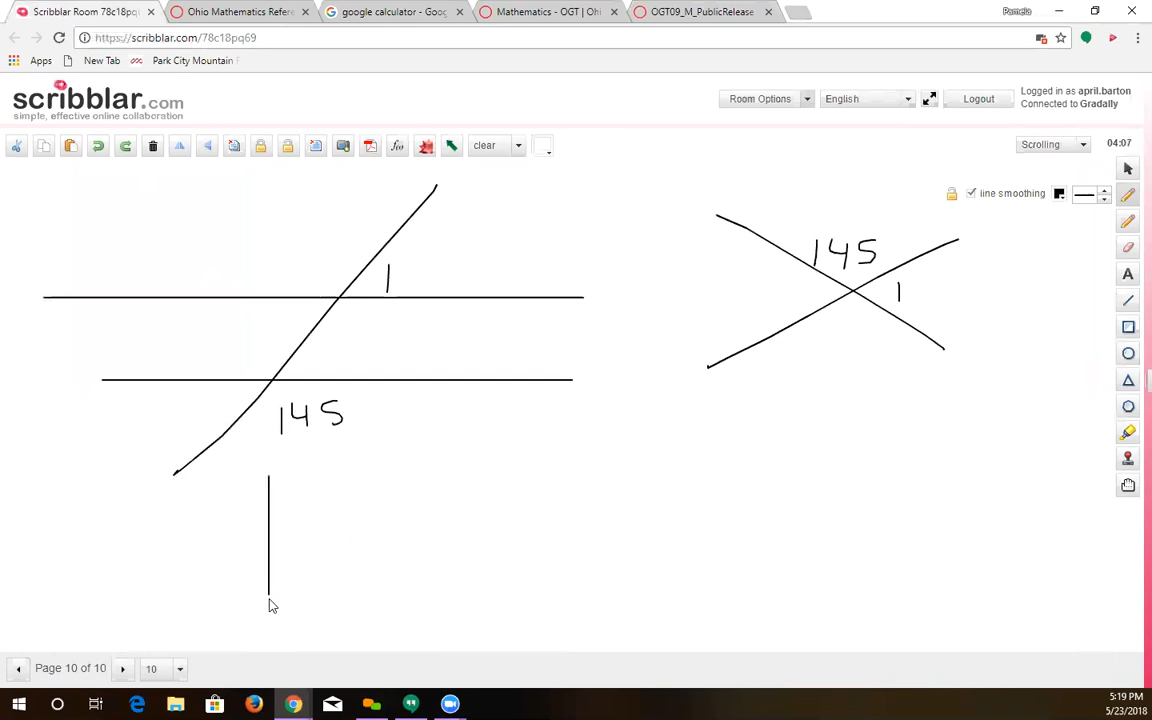 Scribblar Room 78c18pq
Ohio Mathematics Refere
google calculator - Goog
Mathematics - OGT | Ohi
OGT09_M_PublicRelease
Pamela
https://scribblar.com/78c18pq69
Apps
New Tab
Park City Mountain
scribblar.com
simple, effective online collaboration
Room Options
English
Logout
Logged in as april.barton
Connected to Gradally
clear
Scrolling
04:07
line smoothing
1
145
145
1
Page 10 of 10
10
5:19 PM
5/23/2018